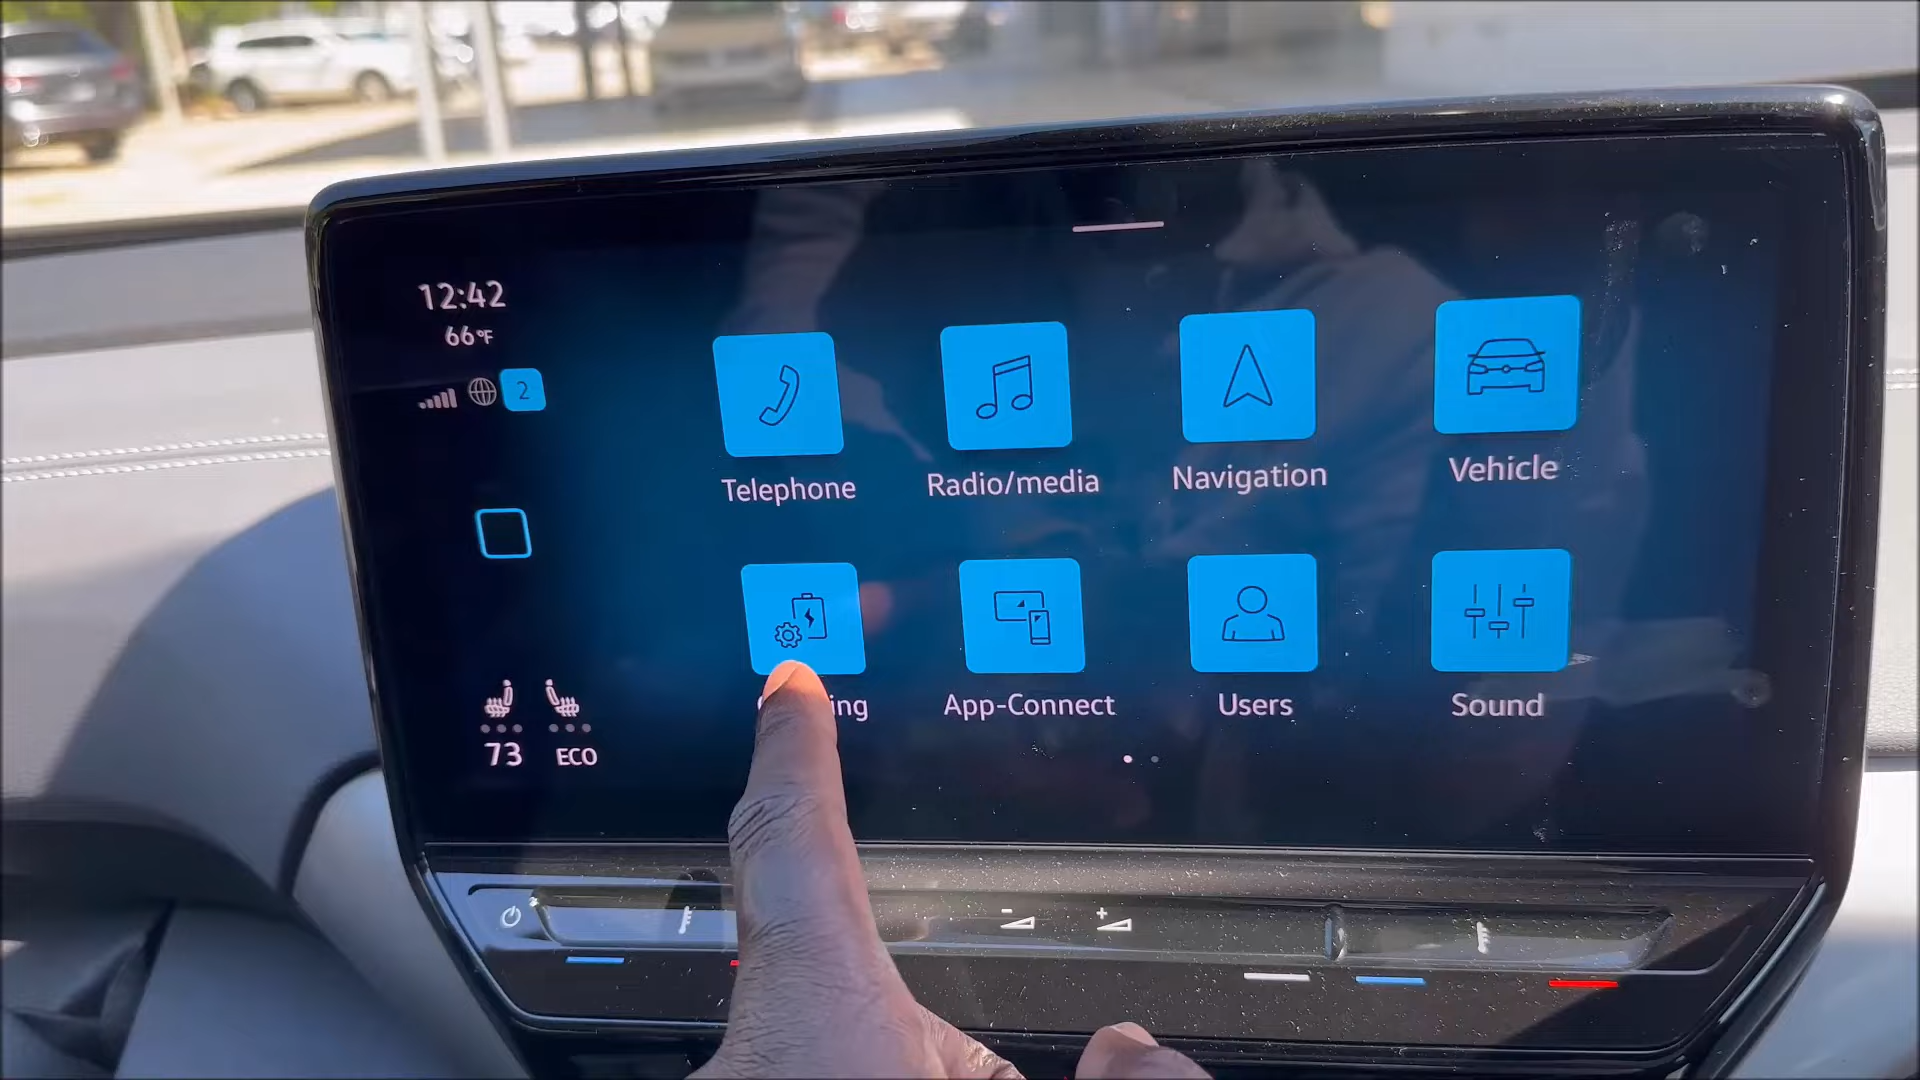 12:42
66°F
2
Telephone
Radio/media
Navigation
Vehicle
App-Connect
Users
Sound
73
ECO